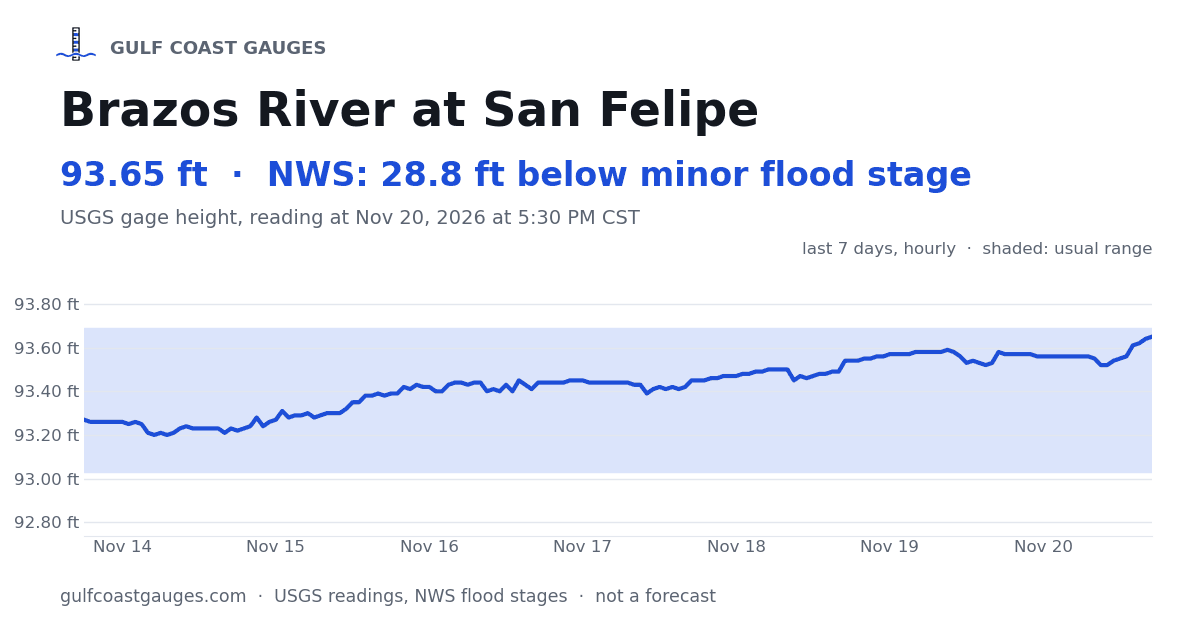 GULF COAST GAUGES
Brazos River at San Felipe
93.65 ft · NWS: 28.8 ft below minor flood stage
USGS gage height, reading at Nov 20, 2026 at 5:30 PM CST
last 7 days, hourly · shaded: usual range
93.80 ft
93.60 ft
93.40 ft
93.20 ft
93.00 ft
92.80 ft
Nov 14 Nov 15 Nov 16 Nov 17 Nov 18 Nov 19 Nov 20
gulfcoastgauges.com · USGS readings, NWS flood stages · not a forecast